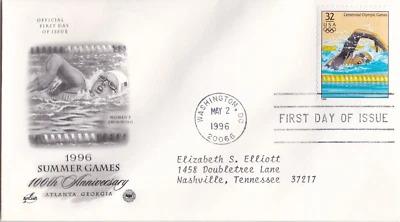 OFFICIAL
FIRST DAY
OF ISSUE
WOMEN'S
SWIMMING
1996
SUMMER GAMES
100th Anniversary
ATLANTA, GEORGIA
32
USA
Centennial Olympic Games
WASHINGTON, DC
MAY 2
1996
20066
FIRST DAY OF ISSUE
Elizabeth S. Elliott
1458 Doubletree Lane
Nashville, Tennessee 37217